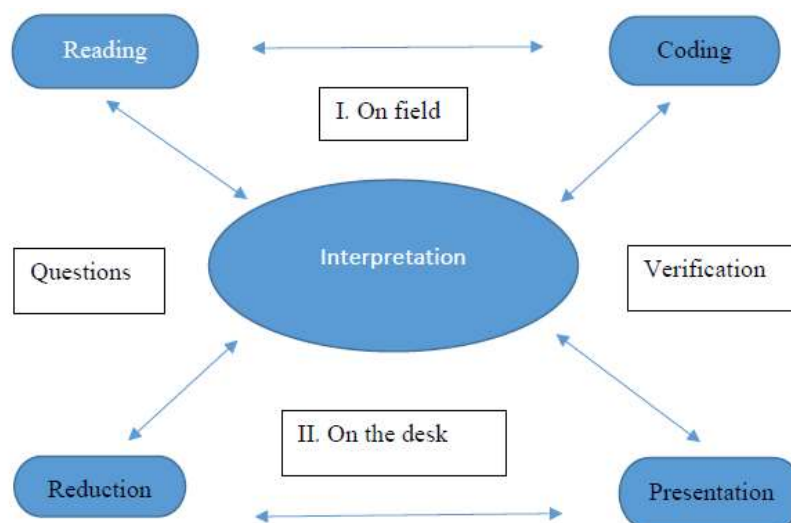 Reading
Coding
I. On field
Interpretation
Questions
Verification
II. On the desk
Reduction
Presentation